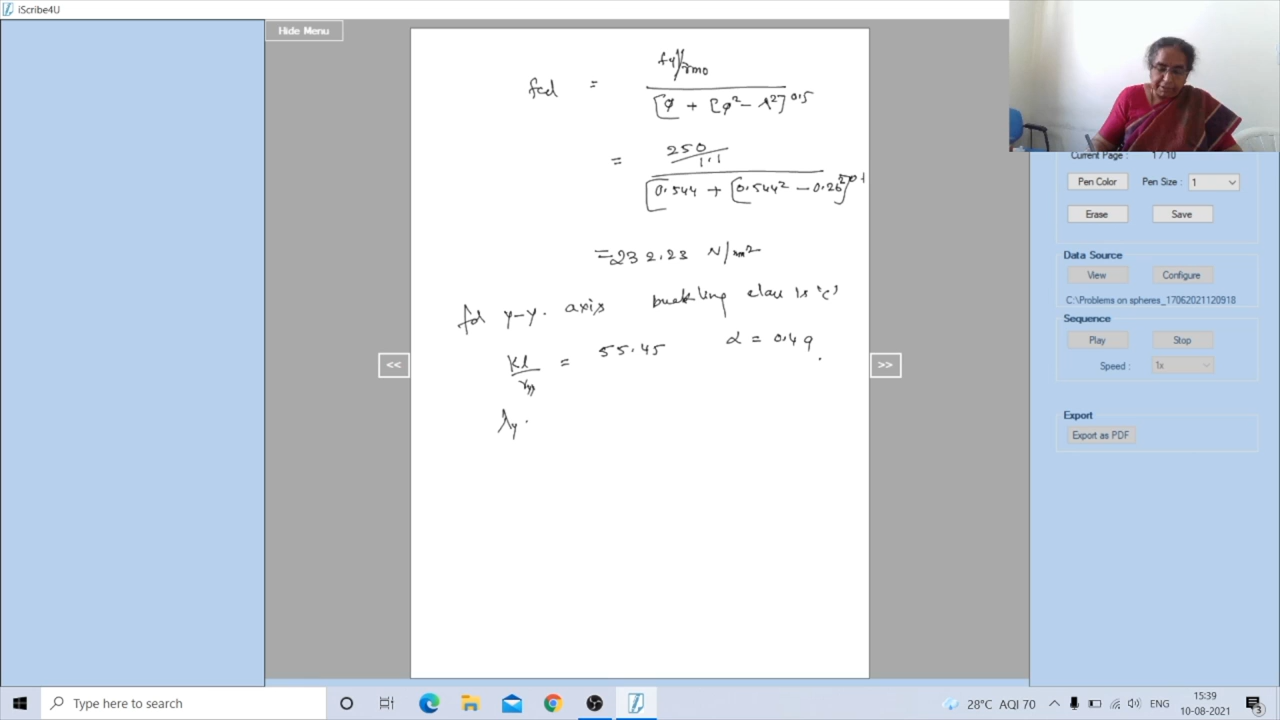 iScribe4U
Hide Menu
fcd = fy/γm0 / [φ + [φ² - λ²]^0.5
= 250/1.1 / [0.544 + [0.544² - 0.26²]^0.
= 232.23 N/mm²
for y-y. axis buckling class is 'c'
Kl/ryy = 55.45 α = 0.49.
λy.
<<
>>
Current Page : 1 / 10
Pen Color Pen Size : 1
Erase Save
Data Source
View Configure
C:\Problems on spheres_17062021120918
Sequence
Play Stop
Speed : 1x
Export
Export as PDF
Type here to search
28°C AQI 70
ENG
15:39
10-08-2021
3